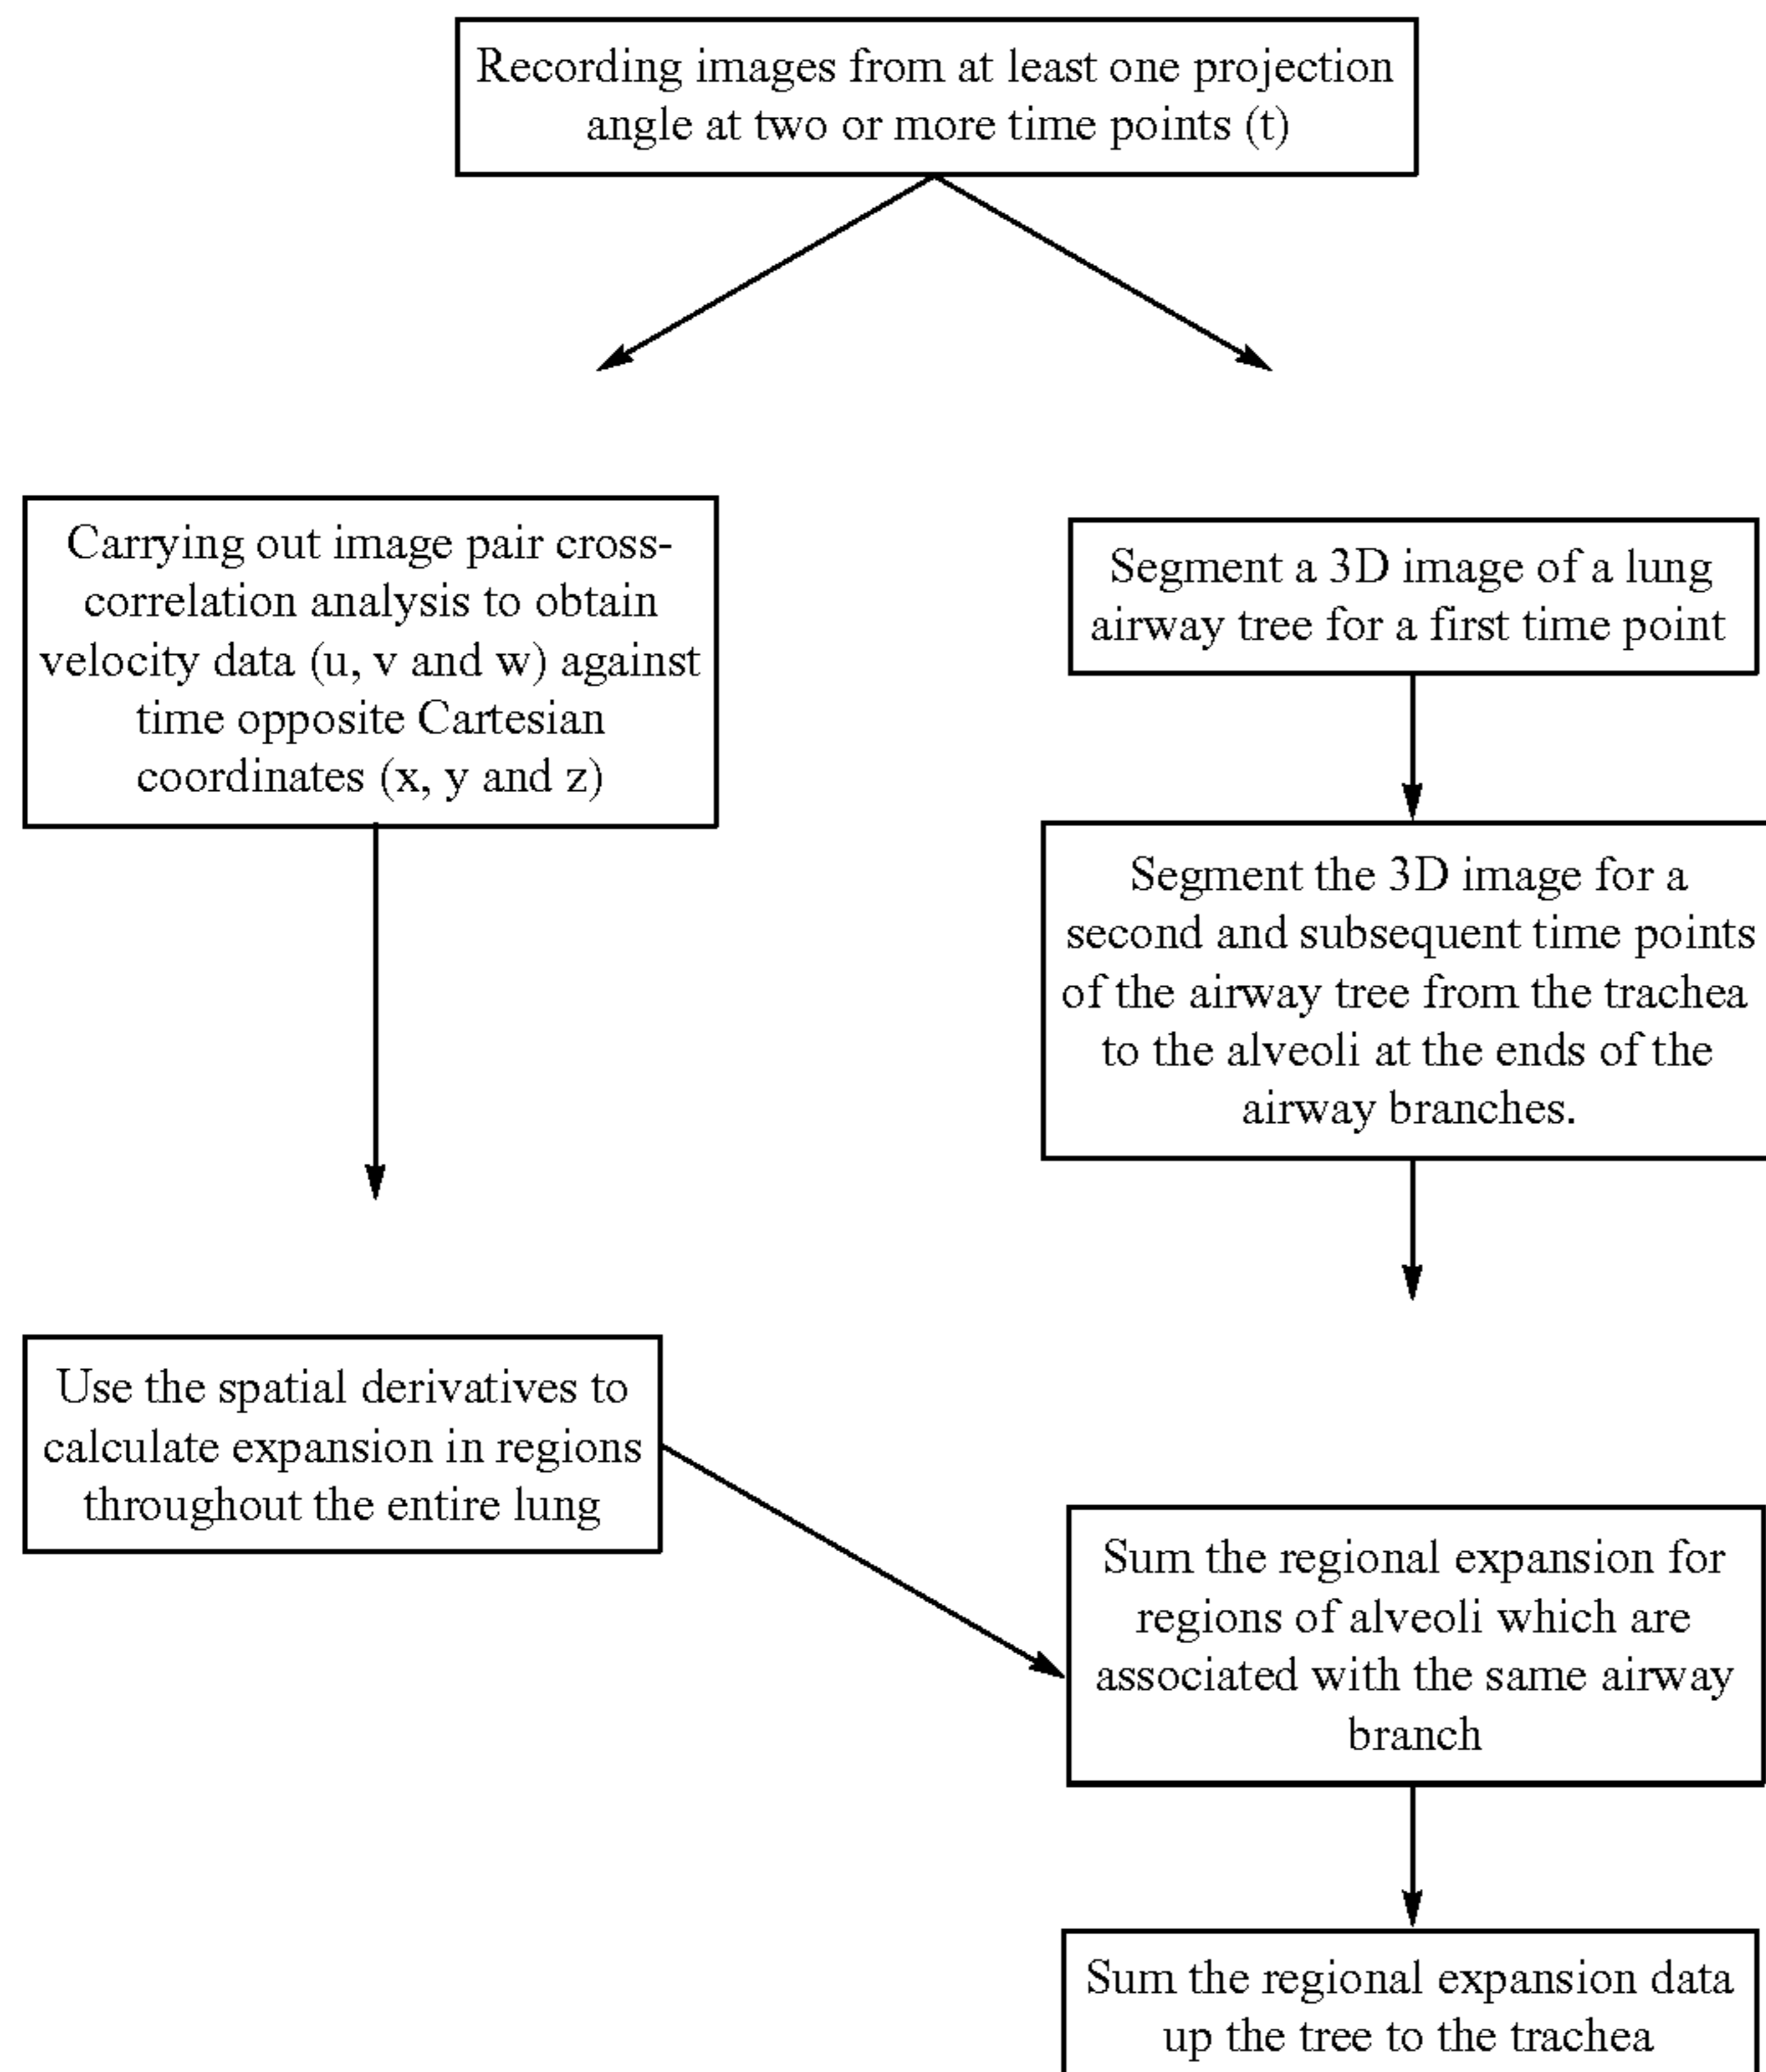 Recording images from at least one projection
angle at two or more time points (t)
Carrying out image pair cross-
correlation analysis to obtain
velocity data (u, v and w) against
time opposite Cartesian
coordinates (x, y and z)
Segment a 3D image of a lung
airway tree for a first time point
Segment the 3D image for a
second and subsequent time points
of the airway tree from the trachea
to the alveoli at the ends of the
airway branches.
Use the spatial derivatives to
calculate expansion in regions
throughout the entire lung
Sum the regional expansion for
regions of alveoli which are
associated with the same airway
branch
Sum the regional expansion data
up the tree to the trachea